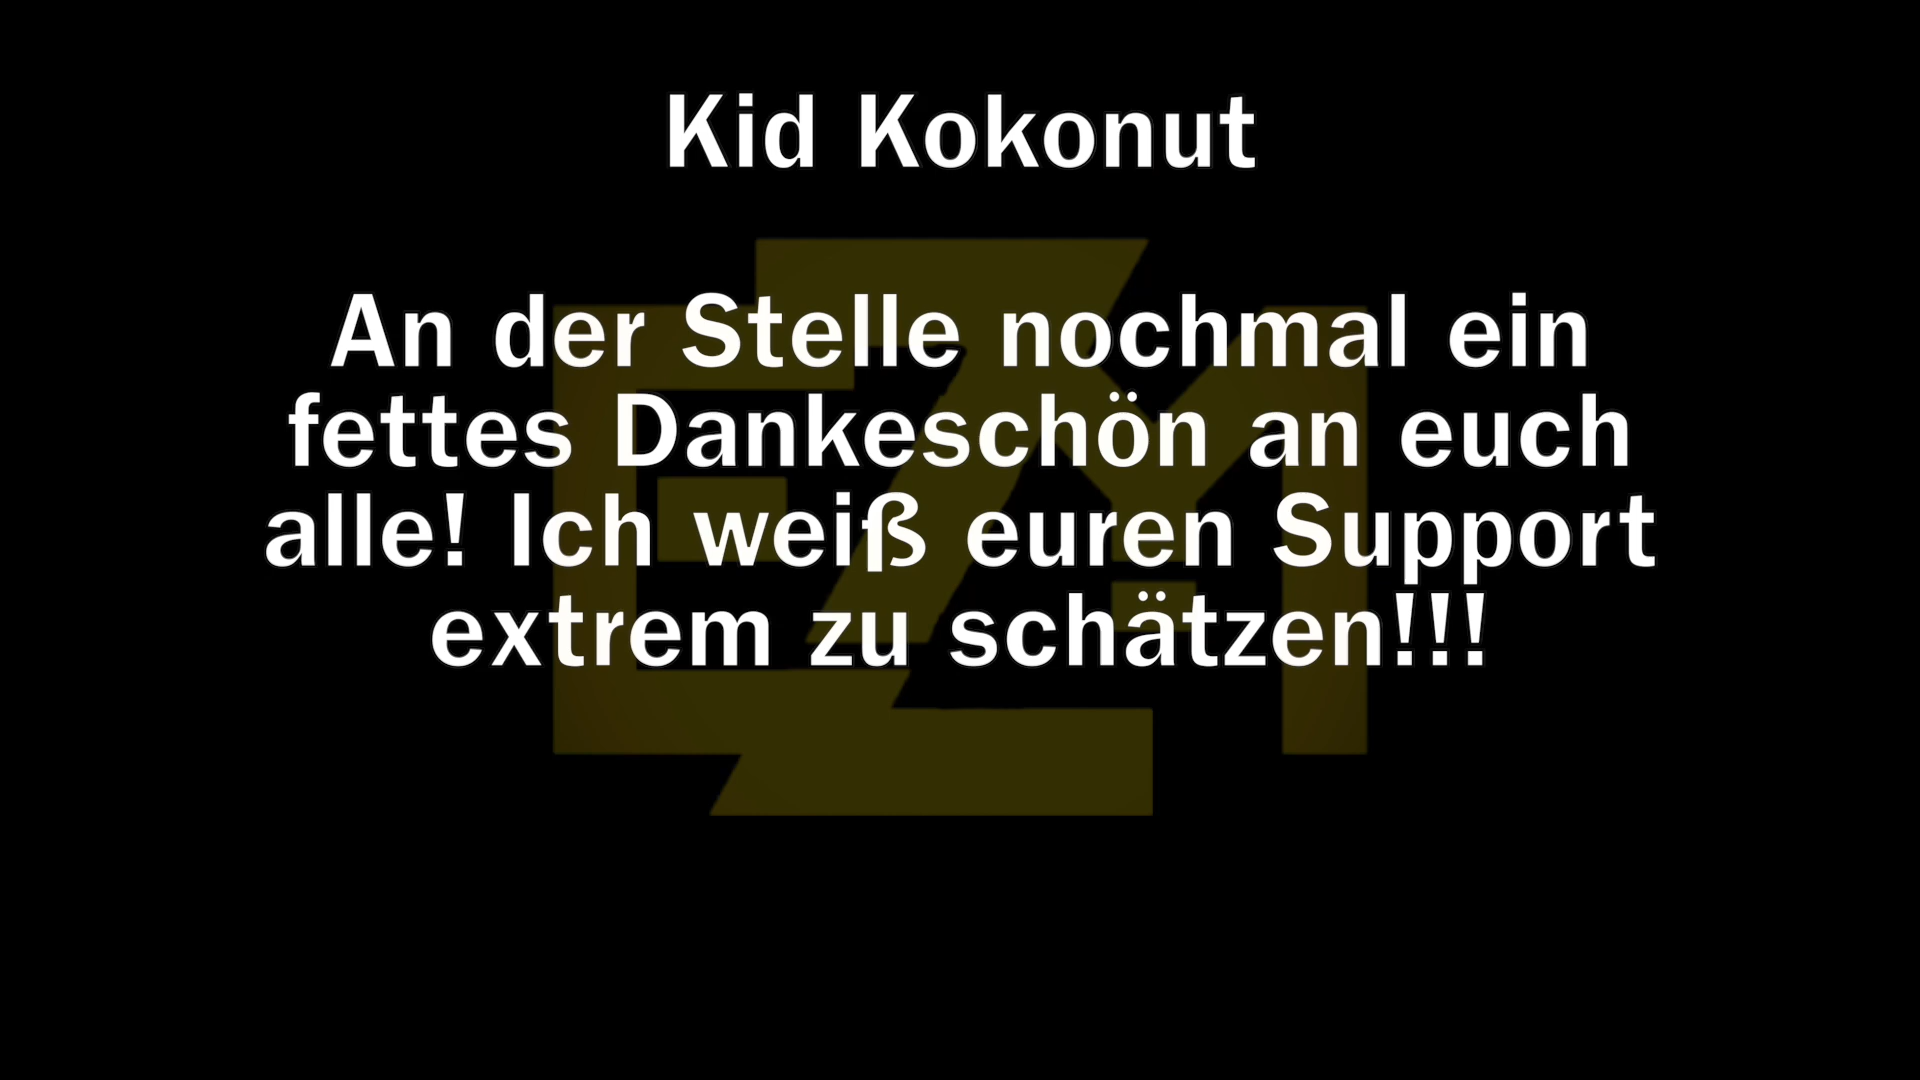 Kid Kokonut
An der Stelle nochmal ein
fettes Dankeschön an euch
alle! Ich weiß euren Support
extrem zu schätzen!!!
EZM